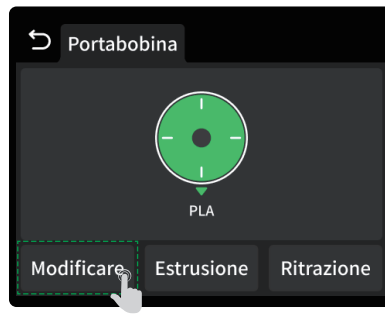 Portabobina
PLA
Modificare
Estrusione
Ritrazione